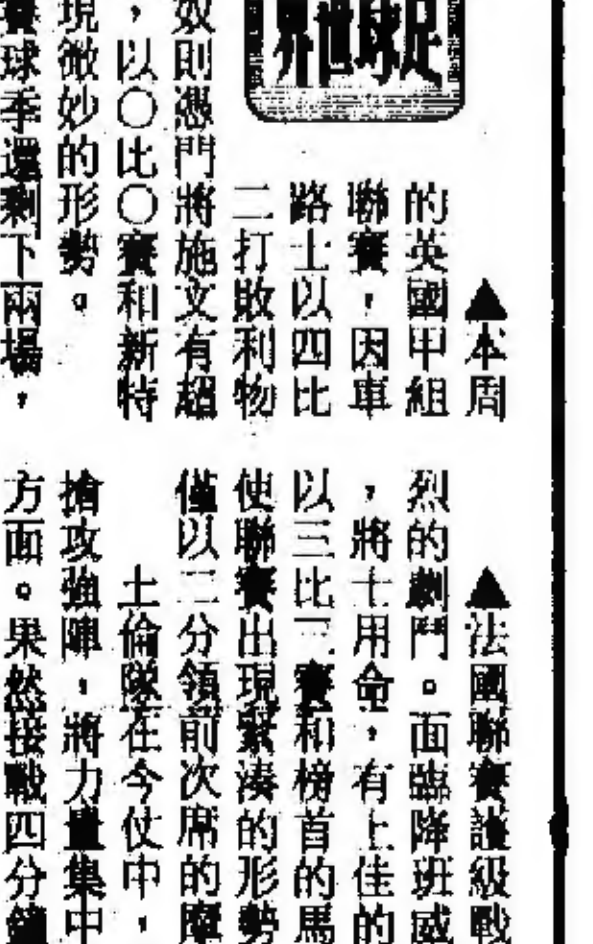 足球世界
▲本周
的英國甲組
聯賽,因車
路士以四比
二打敗利物
奴則憑門將施文有超
,以○比○賽和新特
現微妙的形勢。
賽球季還剩下兩場,
▲法國聯賽護級戰
烈的劇鬥。面臨降班威
,將士用命,有上佳的
以三比三賽和榜首的馬
使聯賽出現緊湊的形勢
僅以二分領前次席的摩
土倫隊在今仗中,
搶攻強陣,將力量集中
方面。果然接戰四分鐘